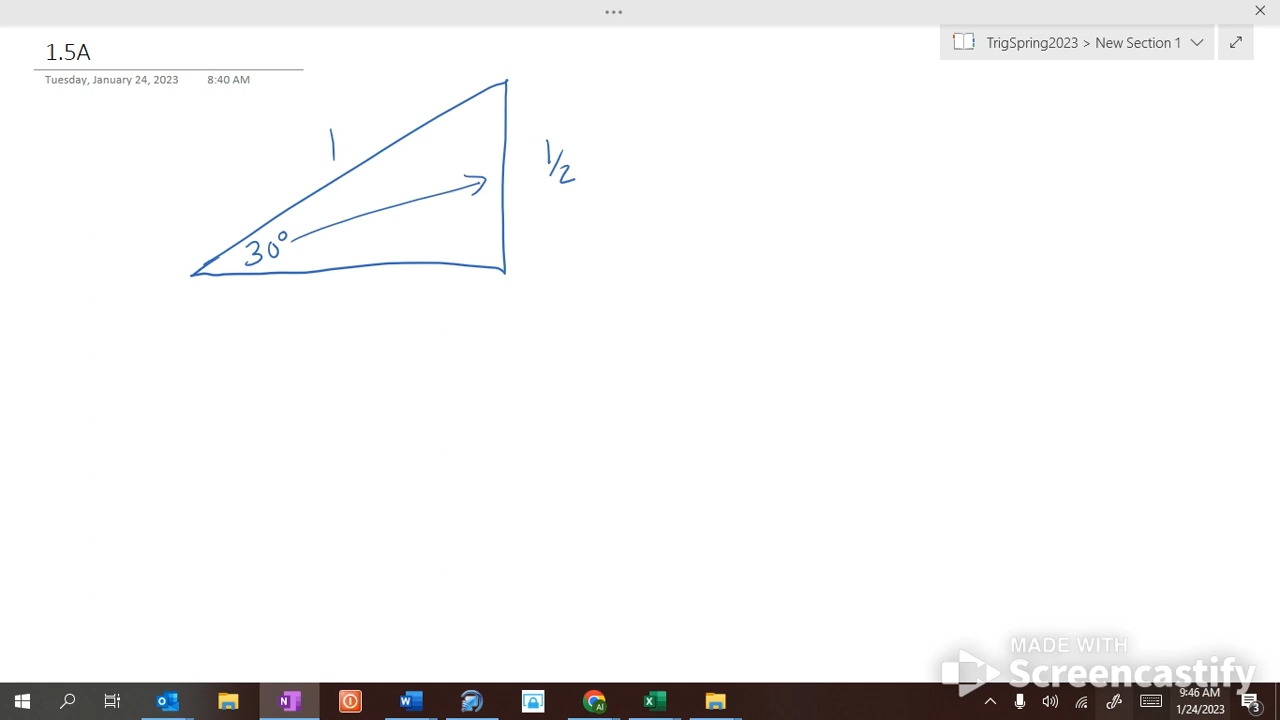 1.5A
Tuesday, January 24, 2023 8:40 AM
TrigSpring2023 > New Section 1
1
1/2
30°
MADE WITH
Screencastify
9:46 AM
1/24/2023
3